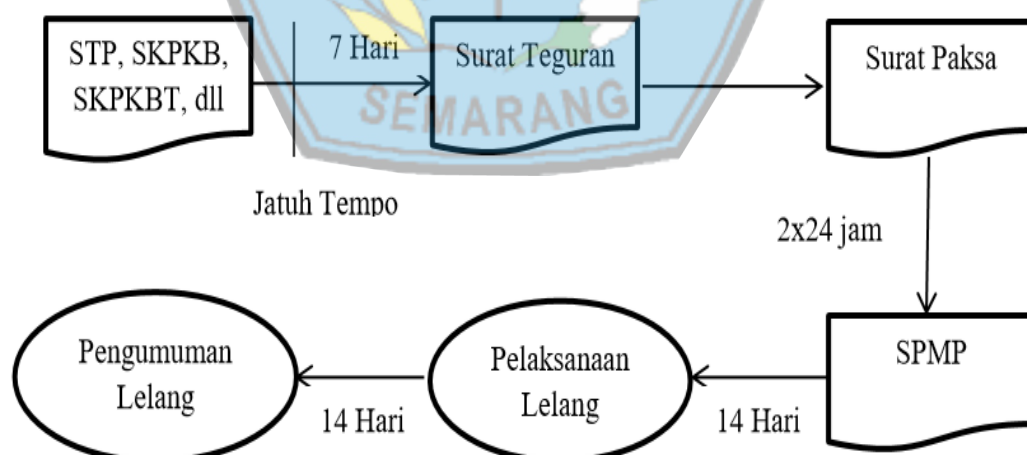 STP, SKPKB,
SKPKBT, dll
7 Hari
Surat Teguran
Surat Paksa
SEMARANG
Jatuh Tempo
2x24 jam
SPMP
Pelaksanaan
Lelang
Pengumuman
Lelang
14 Hari
14 Hari